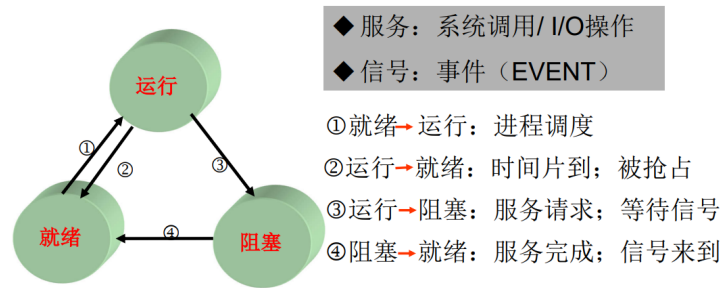 运行
①
②
③
就绪
④
阻塞
◆ 服务：系统调用/ I/O操作
◆ 信号：事件（EVENT）
①就绪→运行：进程调度
②运行→就绪：时间片到；被抢占
③运行→阻塞：服务请求；等待信号
④阻塞→就绪：服务完成；信号来到